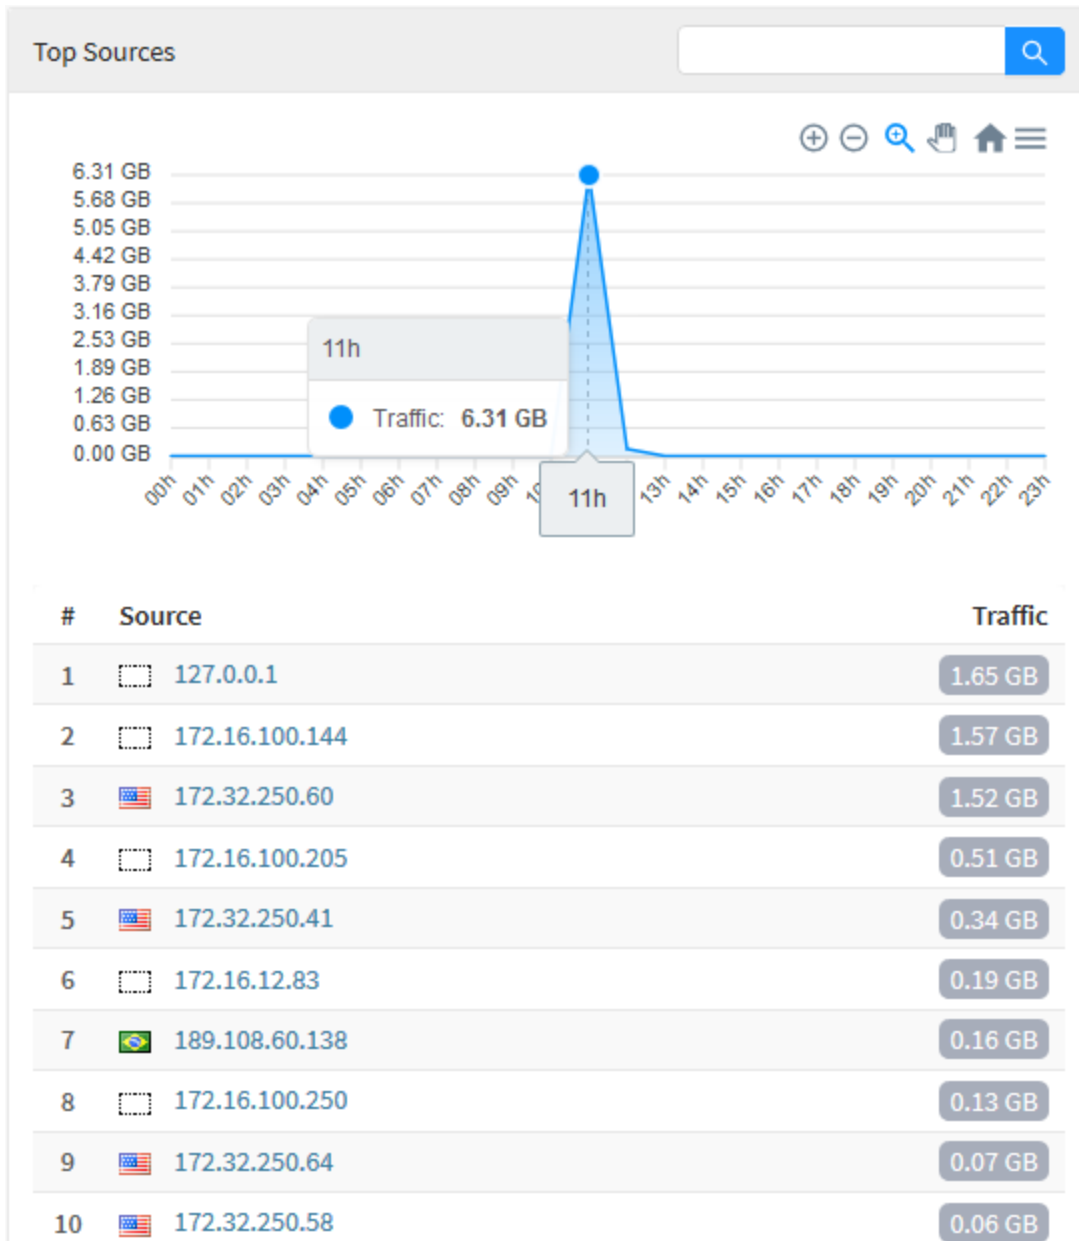 Top Sources
6.31 GB
5.68 GB
5.05 GB
4.42 GB
3.79 GB
3.16 GB
2.53 GB
1.89 GB
1.26 GB
0.63 GB
0.00 GB
11h
Traffic: 6.31 GB
00h 01h 02h 03h 04h 05h 06h 07h 08h 09h 11h 13h 14h 15h 16h 17h 18h 19h 20h 21h 22h 23h
# Source Traffic
1 127.0.0.1 1.65 GB
2 172.16.100.144 1.57 GB
3 172.32.250.60 1.52 GB
4 172.16.100.205 0.51 GB
5 172.32.250.41 0.34 GB
6 172.16.12.83 0.19 GB
7 189.108.60.138 0.16 GB
8 172.16.100.250 0.13 GB
9 172.32.250.64 0.07 GB
10 172.32.250.58 0.06 GB